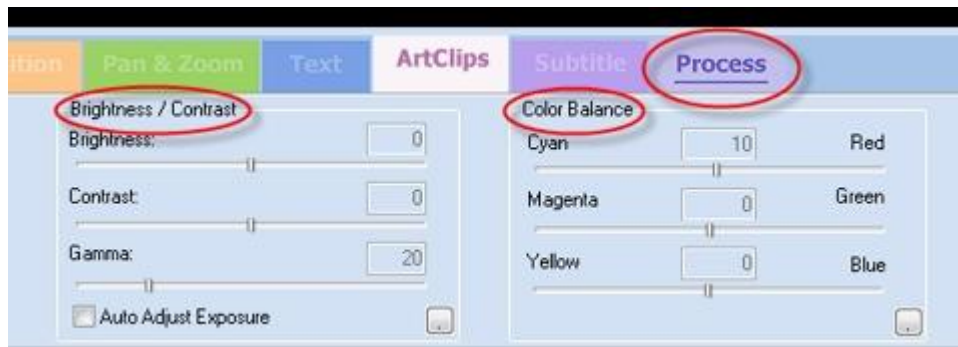 ition Pan & Zoom Text ArtClips Subtitle Process
Brightness / Contrast
Brightness: 0
Contrast: 0
Gamma: 20
Auto Adjust Exposure .
Color Balance
Cyan 10 Red
Magenta 0 Green
Yellow 0 Blue
.